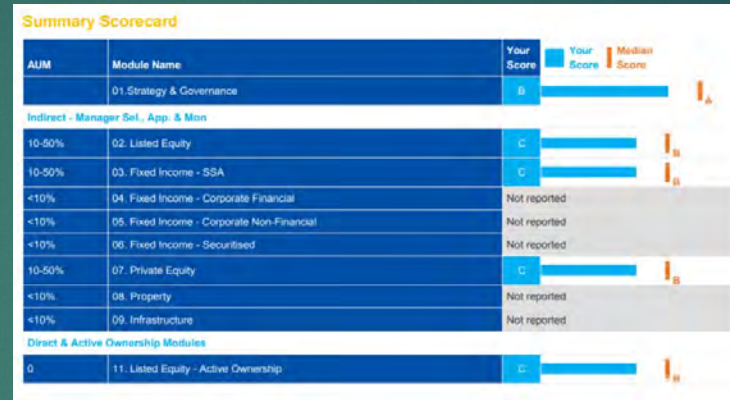 Summary Scorecard
AUM Module Name Your Score Your Score Median Score
01.Strategy & Governance B A
Indirect - Manager Sel., App. & Mon
10-50% 02. Listed Equity C B
10-50% 03. Fixed Income - SSA C B
<10% 04. Fixed Income - Corporate Financial Not reported
<10% 05. Fixed Income - Corporate Non-Financial Not reported
<10% 06. Fixed Income - Securitised Not reported
10-50% 07. Private Equity C B
<10% 08. Property Not reported
<10% 09. Infrastructure Not reported
Direct & Active Ownership Modules
0 11. Listed Equity - Active Ownership C B